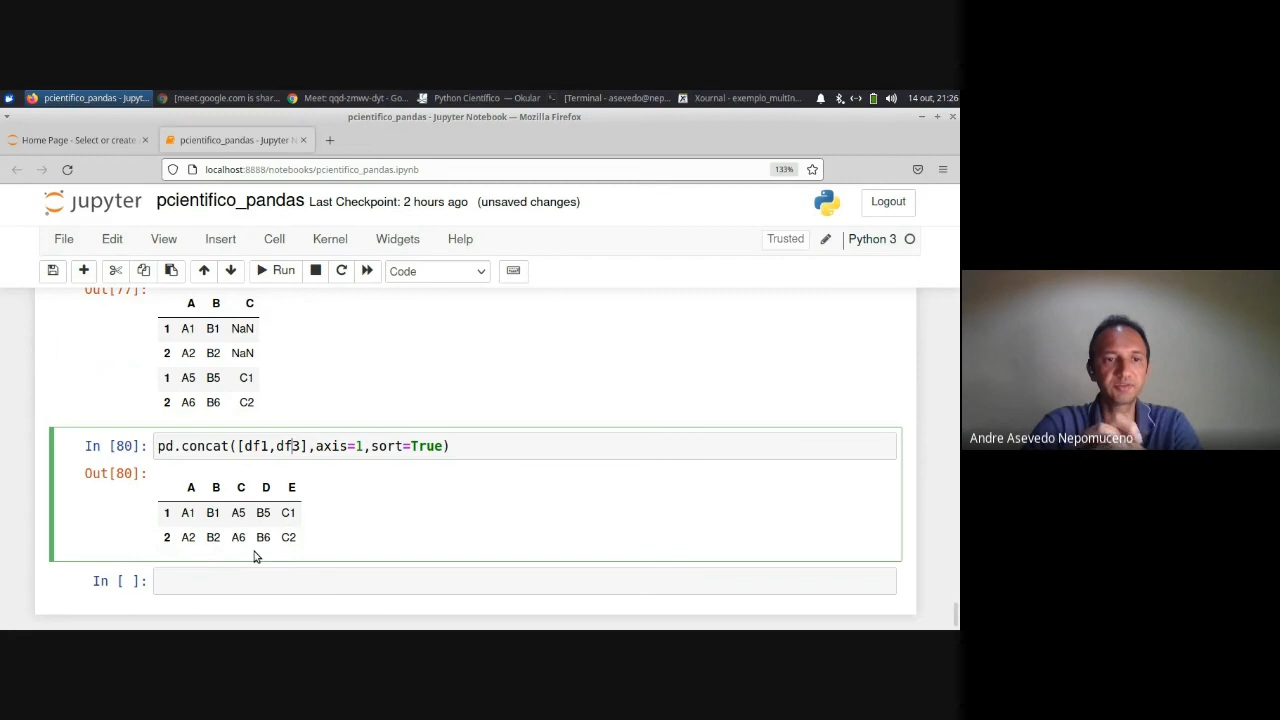 pcientifico_pandas - Jupyt... [meet.google.com is shar... Meet: qqd-zmwv-dyt - Go... Python Científico — Okular [Terminal - asevedo@nep... Xournal - exemplo_multIn... 14 out, 21:26
pcientifico_pandas - Jupyter Notebook — Mozilla Firefox
Home Page - Select or create pcientifico_pandas - Jupyter N
localhost:8888/notebooks/pcientifico_pandas.ipynb 133%
jupyter pcientifico_pandas Last Checkpoint: 2 hours ago (unsaved changes) Logout
File Edit View Insert Cell Kernel Widgets Help Trusted Python 3
Run Code
Out[77]:
A B C
1 A1 B1 NaN
2 A2 B2 NaN
1 A5 B5 C1
2 A6 B6 C2
In [80]: pd.concat([df1,df3],axis=1,sort=True)
Out[80]:
A B C D E
1 A1 B1 A5 B5 C1
2 A2 B2 A6 B6 C2
In [ ]:
Andre Asevedo Nepomuceno